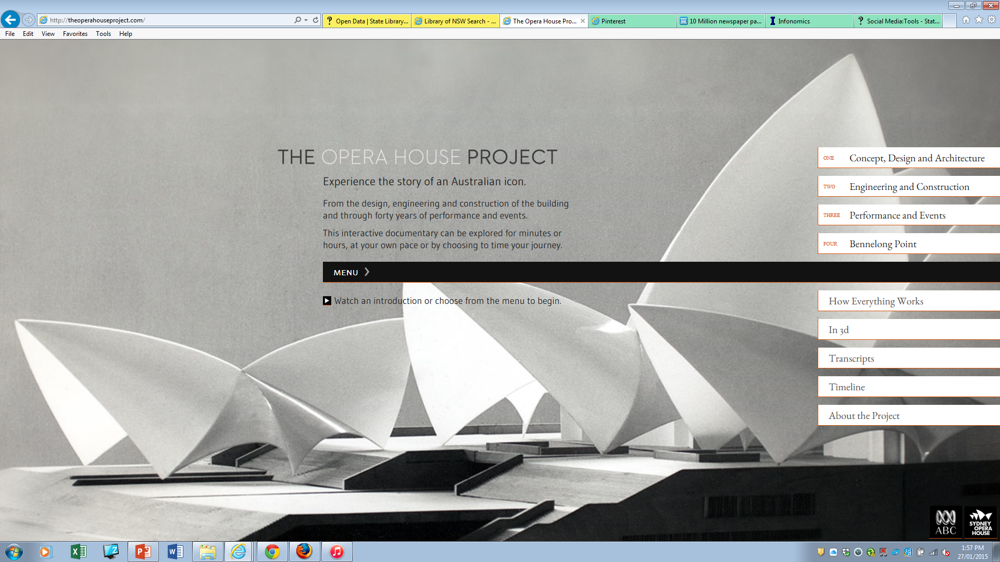 http://theoperahouseproject.com/
Open Data | State Library...
Library of NSW Search - ...
The Opera House Pro...
Pinterest
10 Million newspaper pa...
Infonomics
Social Media:Tools - Stat...
File Edit View Favorites Tools Help
THE OPERA HOUSE PROJECT
Experience the story of an Australian icon.
From the design, engineering and construction of the building
and through forty years of performance and events.
This interactive documentary can be explored for minutes or
hours, at your own pace or by choosing to time your journey.
MENU
Watch an introduction or choose from the menu to begin.
ONE Concept, Design and Architecture
TWO Engineering and Construction
THREE Performance and Events
FOUR Bennelong Point
How Everything Works
In 3d
Transcripts
Timeline
About the Project
ABC
SYDNEY
OPERA
HOUSE
1:57 PM
27/01/2015